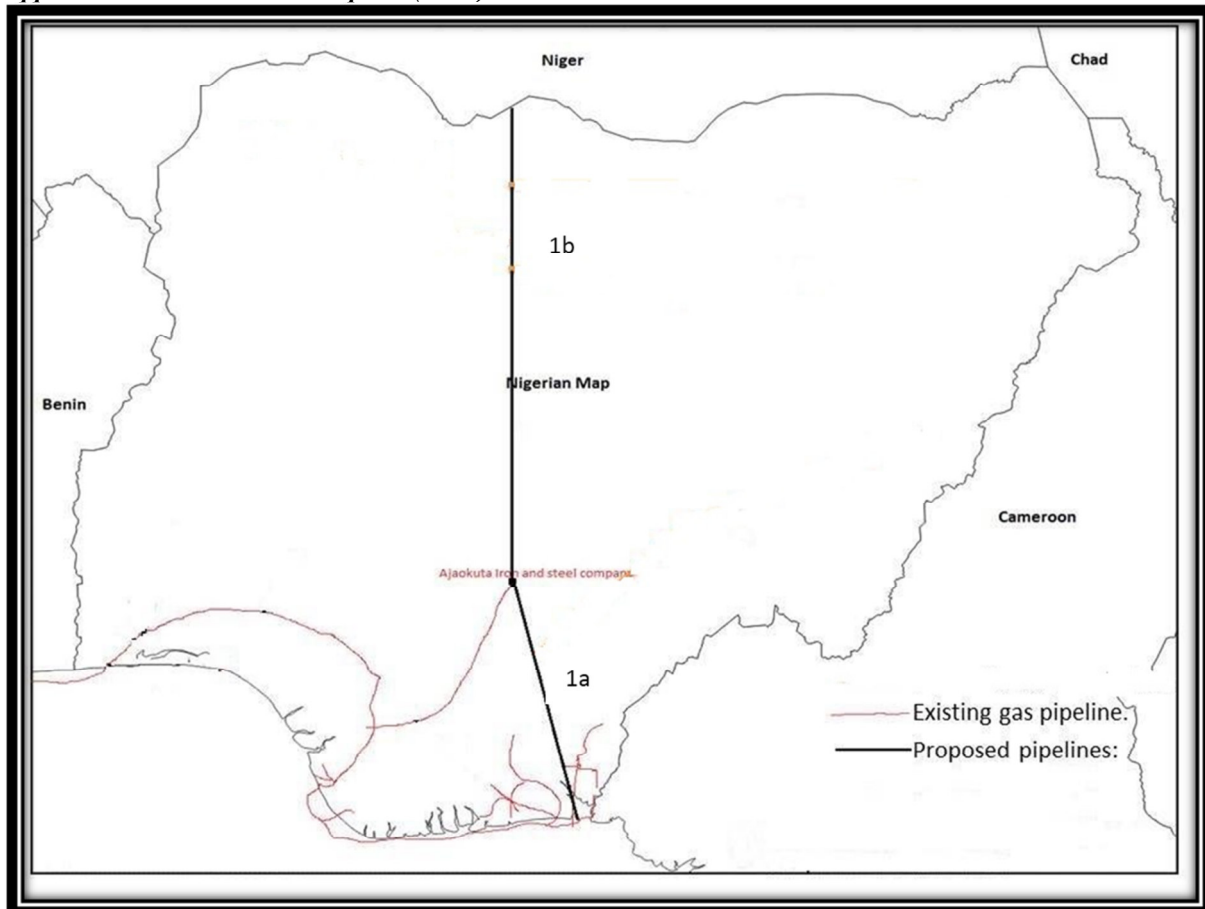 Niger
Chad
1b
Nigerian Map
Benin
Cameroon
Ajaokuta Iron and steel company
1a
Existing gas pipeline.
Proposed pipelines: